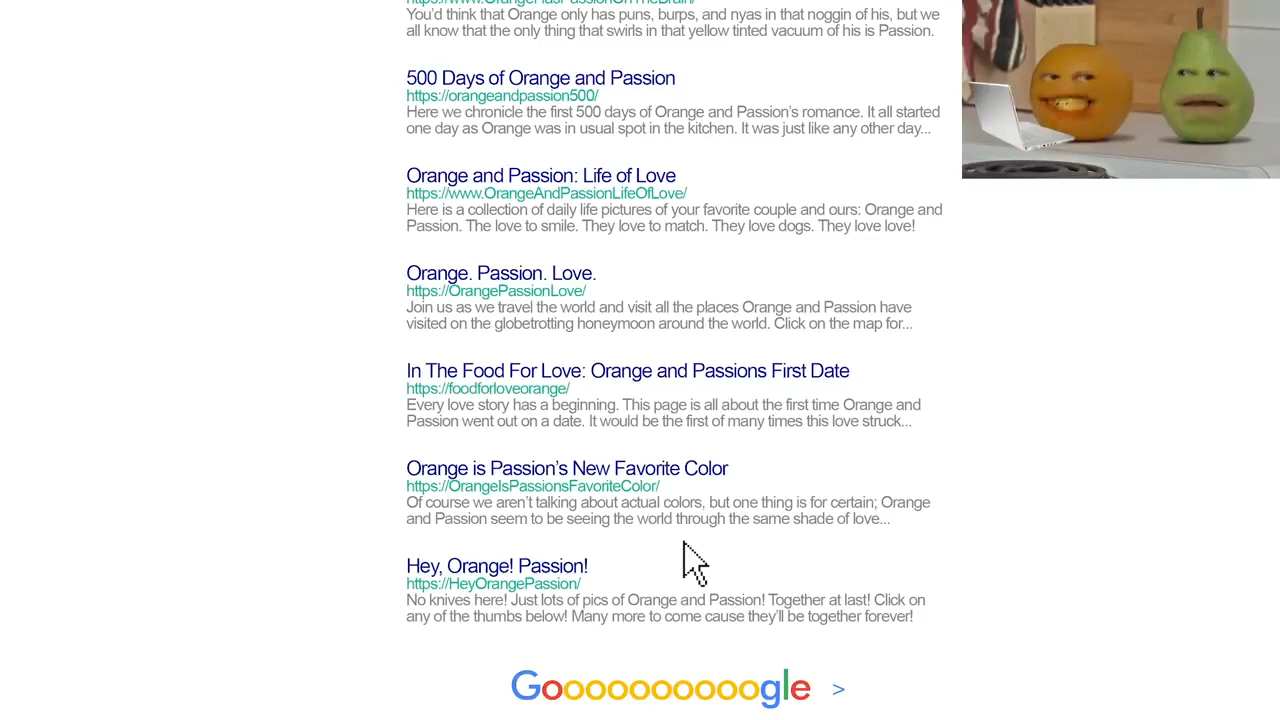 https://www.OrangeHasPassionOnTheBrain/
You'd think that Orange only has puns, burps, and nyas in that noggin of his, but we
all know that the only thing that swirls in that yellow tinted vacuum of his is Passion.
500 Days of Orange and Passion
https://orangeandpassion500/
Here we chronicle the first 500 days of Orange and Passion's romance. It all started
one day as Orange was in usual spot in the kitchen. It was just like any other day...
Orange and Passion: Life of Love
https://www.OrangeAndPassionLifeOfLove/
Here is a collection of daily life pictures of your favorite couple and ours: Orange and
Passion. The love to smile. They love to match. They love dogs. They love love!
Orange. Passion. Love.
https://OrangePassionLove/
Join us as we travel the world and visit all the places Orange and Passion have
visited on the globetrotting honeymoon around the world. Click on the map for...
In The Food For Love: Orange and Passions First Date
https://foodforloveorange/
Every love story has a beginning. This page is all about the first time Orange and
Passion went out on a date. It would be the first of many times this love struck...
Orange is Passion's New Favorite Color
https://OrangeIsPassionsFavoriteColor/
Of course we aren't talking about actual colors, but one thing is for certain; Orange
and Passion seem to be seeing the world through the same shade of love...
Hey, Orange! Passion!
https://HeyOrangePassion/
No knives here! Just lots of pics of Orange and Passion! Together at last! Click on
any of the thumbs below! Many more to come cause they'll be together forever!
Goooooooooogle >